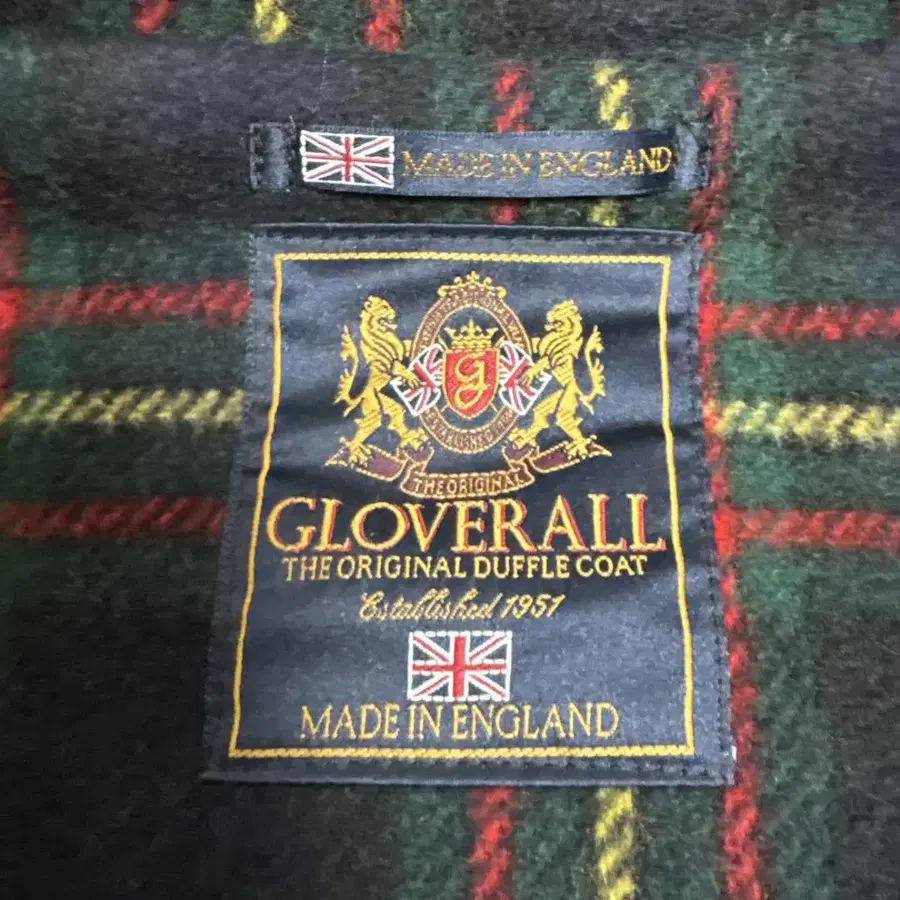 MADE IN ENGLAND
g
THE ORIGINAL
GLOVERALL
THE ORIGINAL DUFFLE COAT
Established 1951
MADE IN ENGLAND